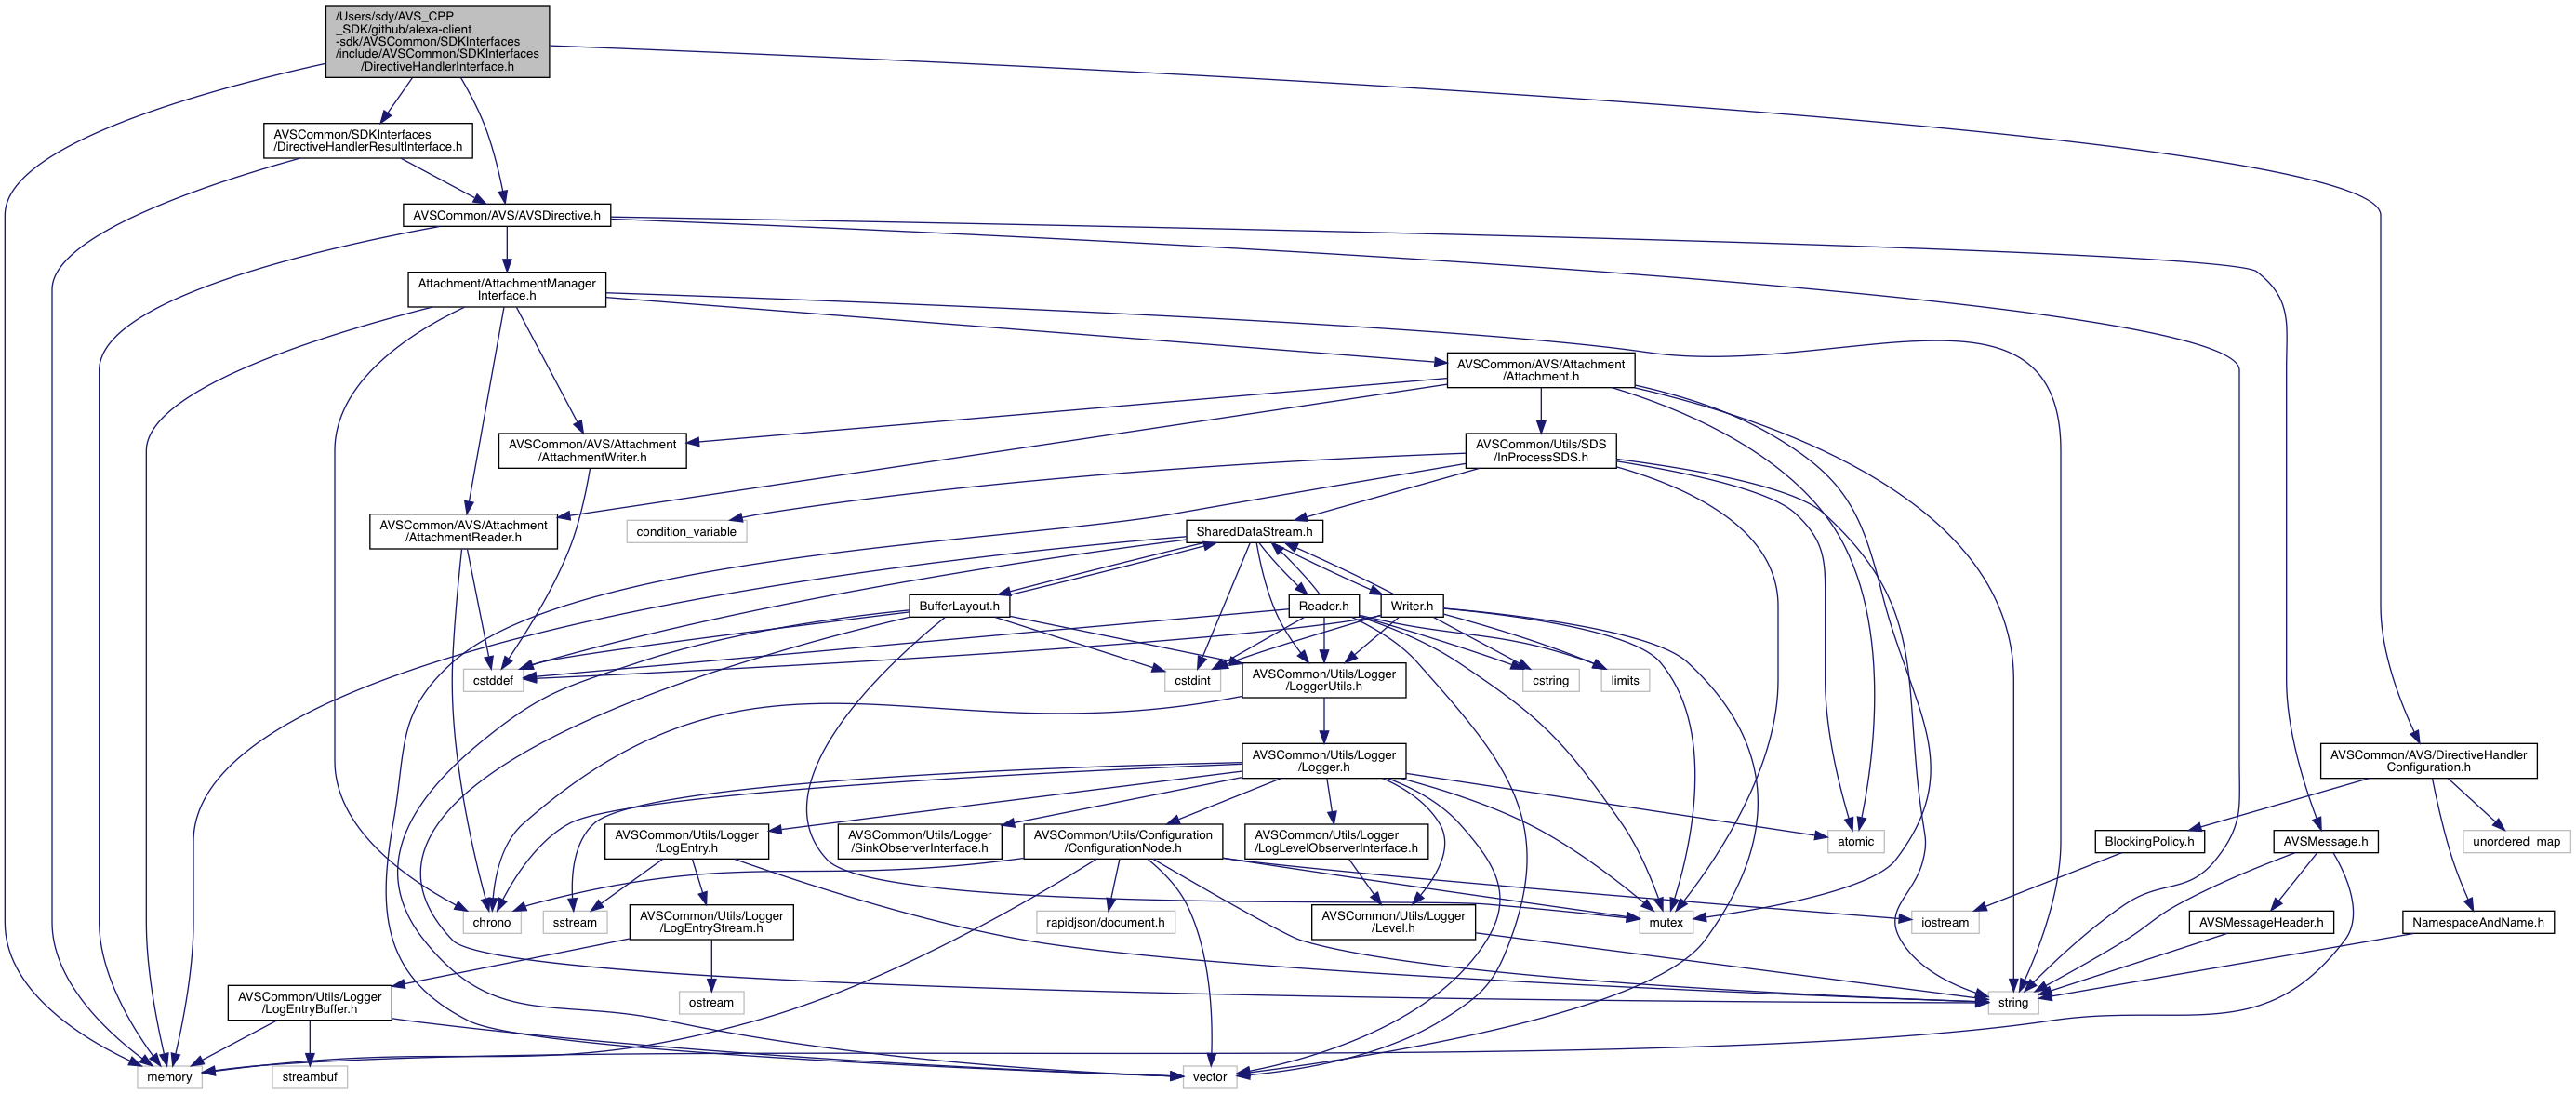 /Users/sdy/AVS_CPP
_SDK/github/alexa-client
-sdk/AVSCommon/SDKInterfaces
/include/AVSCommon/SDKInterfaces
/DirectiveHandlerInterface.h
AVSCommon/SDKInterfaces
/DirectiveHandlerResultInterface.h
AVSCommon/AVS/AVSDirective.h
Attachment/AttachmentManager
Interface.h
AVSCommon/AVS/Attachment
/Attachment.h
AVSCommon/AVS/Attachment
/AttachmentWriter.h
AVSCommon/Utils/SDS
/InProcessSDS.h
AVSCommon/AVS/Attachment
/AttachmentReader.h
condition_variable
SharedDataStream.h
BufferLayout.h
Reader.h
Writer.h
cstddef
cstdint
AVSCommon/Utils/Logger
/LoggerUtils.h
cstring
limits
AVSCommon/Utils/Logger
/Logger.h
AVSCommon/AVS/DirectiveHandler
Configuration.h
AVSCommon/Utils/Logger
/LogEntry.h
AVSCommon/Utils/Logger
/SinkObserverInterface.h
AVSCommon/Utils/Configuration
/ConfigurationNode.h
AVSCommon/Utils/Logger
/LogLevelObserverInterface.h
atomic
BlockingPolicy.h
AVSMessage.h
unordered_map
chrono
sstream
AVSCommon/Utils/Logger
/LogEntryStream.h
rapidjson/document.h
AVSCommon/Utils/Logger
/Level.h
mutex
iostream
AVSMessageHeader.h
NamespaceAndName.h
AVSCommon/Utils/Logger
/LogEntryBuffer.h
ostream
string
memory
streambuf
vector